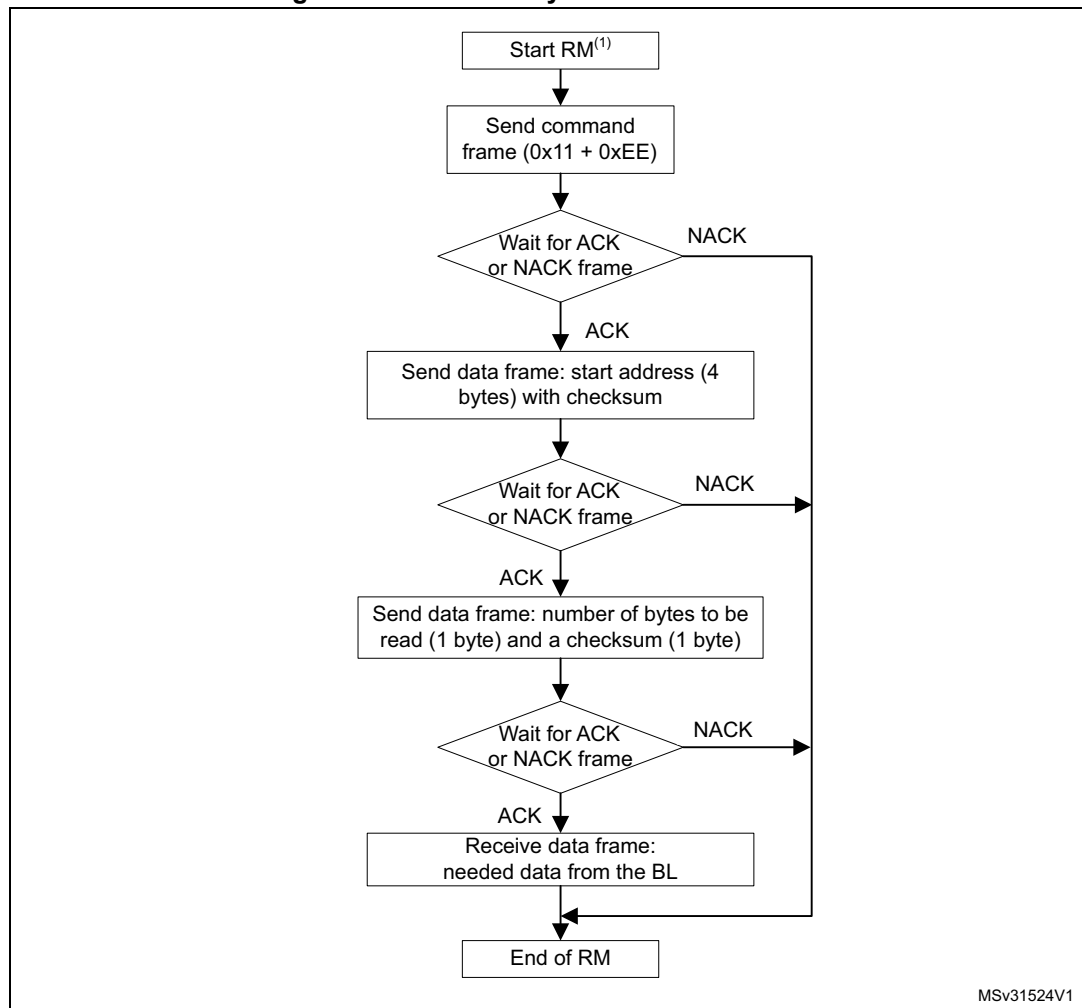 Start RM(1)
Send command
frame (0x11 + 0xEE)
Wait for ACK
or NACK frame
NACK
ACK
Send data frame: start address (4
bytes) with checksum
Wait for ACK
or NACK frame
NACK
ACK
Send data frame: number of bytes to be
read (1 byte) and a checksum (1 byte)
Wait for ACK
or NACK frame
NACK
ACK
Receive data frame:
needed data from the BL
End of RM
MSv31524V1